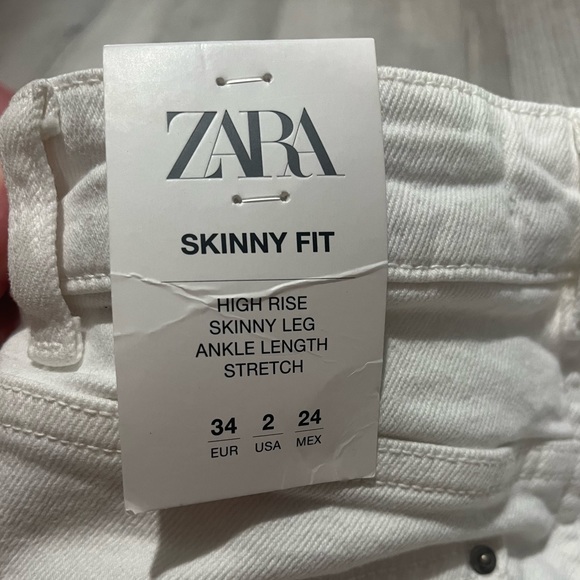 ZARA
SKINNY FIT
HIGH RISE
SKINNY LEG
ANKLE LENGTH
STRETCH
34 2 24
EUR USA MEX